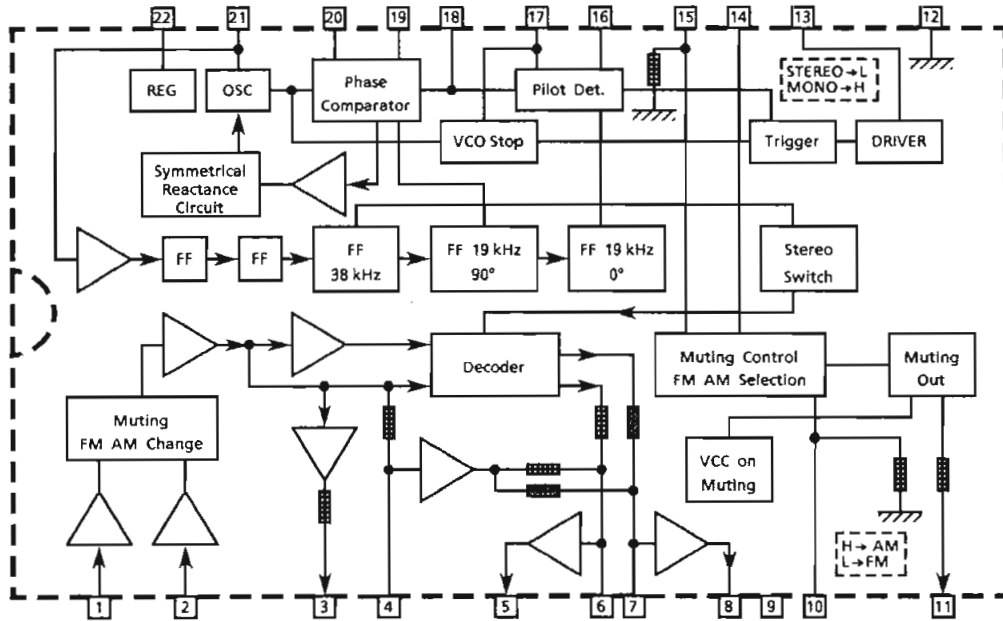 22 21 20 19 18 17 16 15 14 13 12
REG
OSC
Phase
Comparator
Pilot Det.
STEREO→L
MONO→H
VCO Stop
Trigger
DRIVER
Symmetrical
Reactance
Circuit
FF
FF
FF
38 kHz
FF 19 kHz
90°
FF 19 kHz
0°
Stereo
Switch
Decoder
Muting Control
FM AM Selection
Muting
Out
Muting
FM AM Change
VCC on
Muting
H→ AM
L→FM
1 2 3 4 5 6 7 8 9 10 11